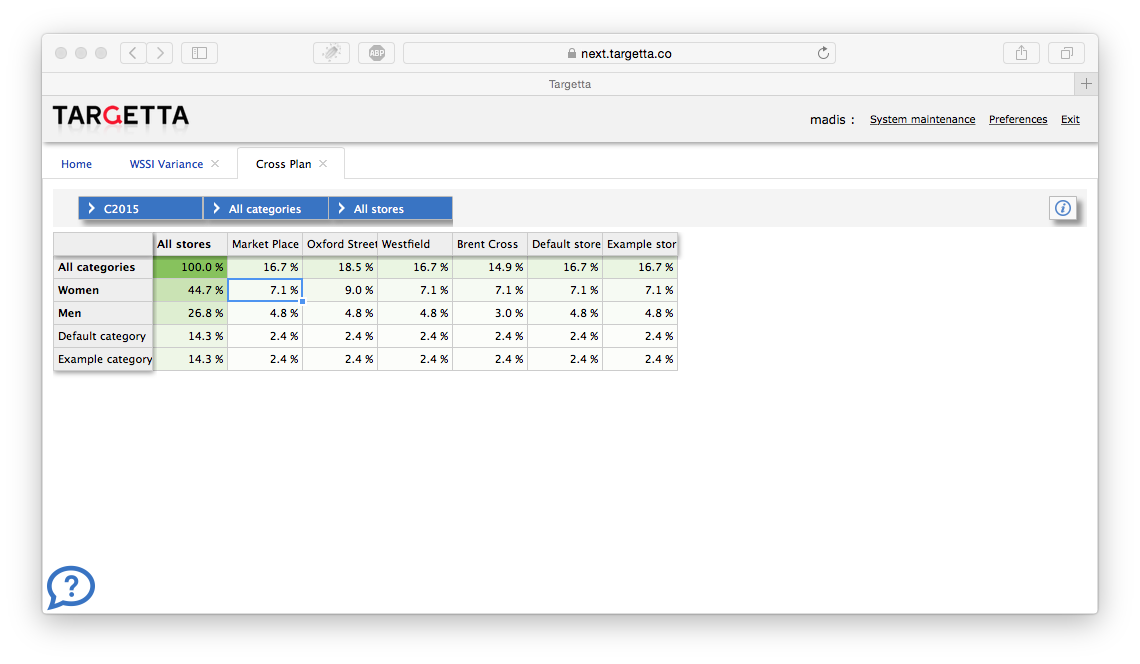 ABP
next.targetta.co
Targetta
+
TARGETTA
madis : System maintenance Preferences Exit
Home WSSI Variance × Cross Plan ×
C2015 All categories All stores
All stores Market Place Oxford Street Westfield Brent Cross Default store Example stor
All categories 100.0 % 16.7 % 18.5 % 16.7 % 14.9 % 16.7 % 16.7 %
Women 44.7 % 7.1 % 9.0 % 7.1 % 7.1 % 7.1 % 7.1 %
Men 26.8 % 4.8 % 4.8 % 4.8 % 3.0 % 4.8 % 4.8 %
Default category 14.3 % 2.4 % 2.4 % 2.4 % 2.4 % 2.4 % 2.4 %
Example category 14.3 % 2.4 % 2.4 % 2.4 % 2.4 % 2.4 % 2.4 %
?